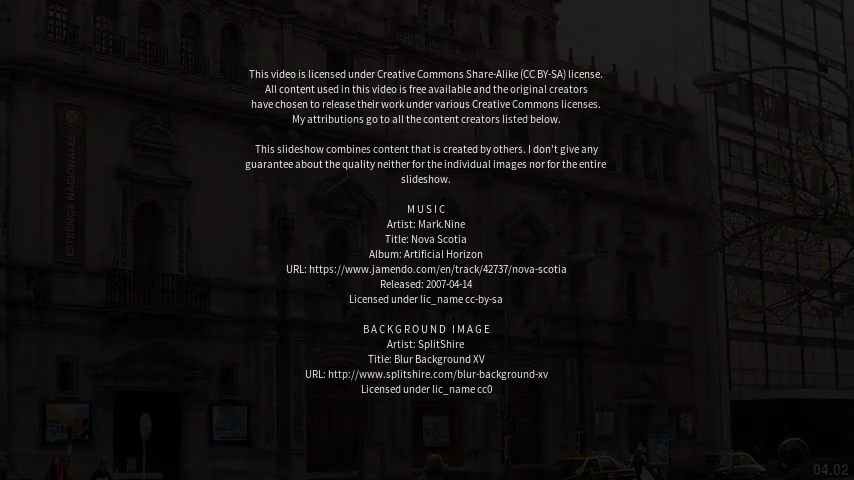 This video is licensed under Creative Commons Share-Alike (CC BY-SA) license.
All content used in this video is free available and the original creators
have chosen to release their work under various Creative Commons licenses.
My attributions go to all the content creators listed below.
This slideshow combines content that is created by others. I don't give any
guarantee about the quality neither for the individual images nor for the entire
slideshow.
MUSIC
Artist: Mark.Nine
Title: Nova Scotia
Album: Artificial Horizon
URL: https://www.jamendo.com/en/track/42737/nova-scotia
Released: 2007-04-14
Licensed under lic_name cc-by-sa
BACKGROUND IMAGE
Artist: SplitShire
Title: Blur Background XV
URL: http://www.splitshire.com/blur-background-xv
Licensed under lic_name cc0
ESTRENOS NACIONALES
04.02